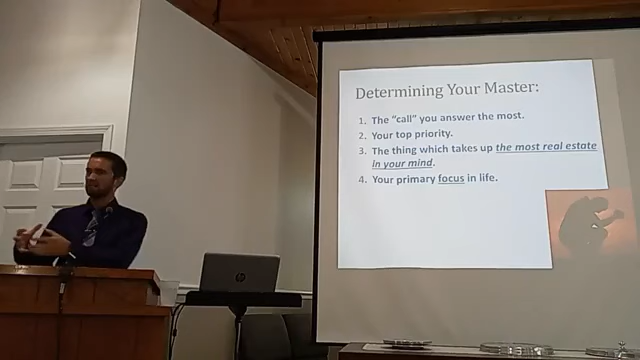 Determining Your Master:
1. The “call” you answer the most.
2. Your top priority.
3. The thing which takes up the most real estate
in your mind.
4. Your primary focus in life.
hp